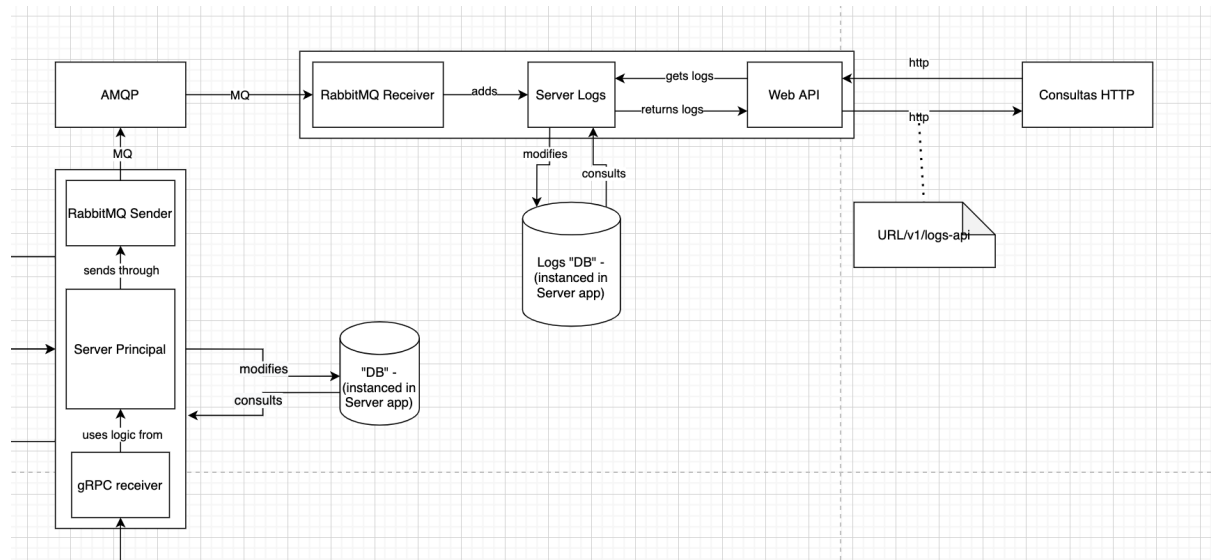 http
AMQP
MQ
RabbitMQ Receiver
adds
Server Logs
gets logs
returns logs
Web API
http
Consultas HTTP
MQ
modifies
consults
RabbitMQ Sender
URL/v1/logs-api
sends through
Logs "DB" -
(instanced in
Server app)
Server Principal
modifies
consults
"DB" -
(instanced in
Server app)
uses logic from
gRPC receiver